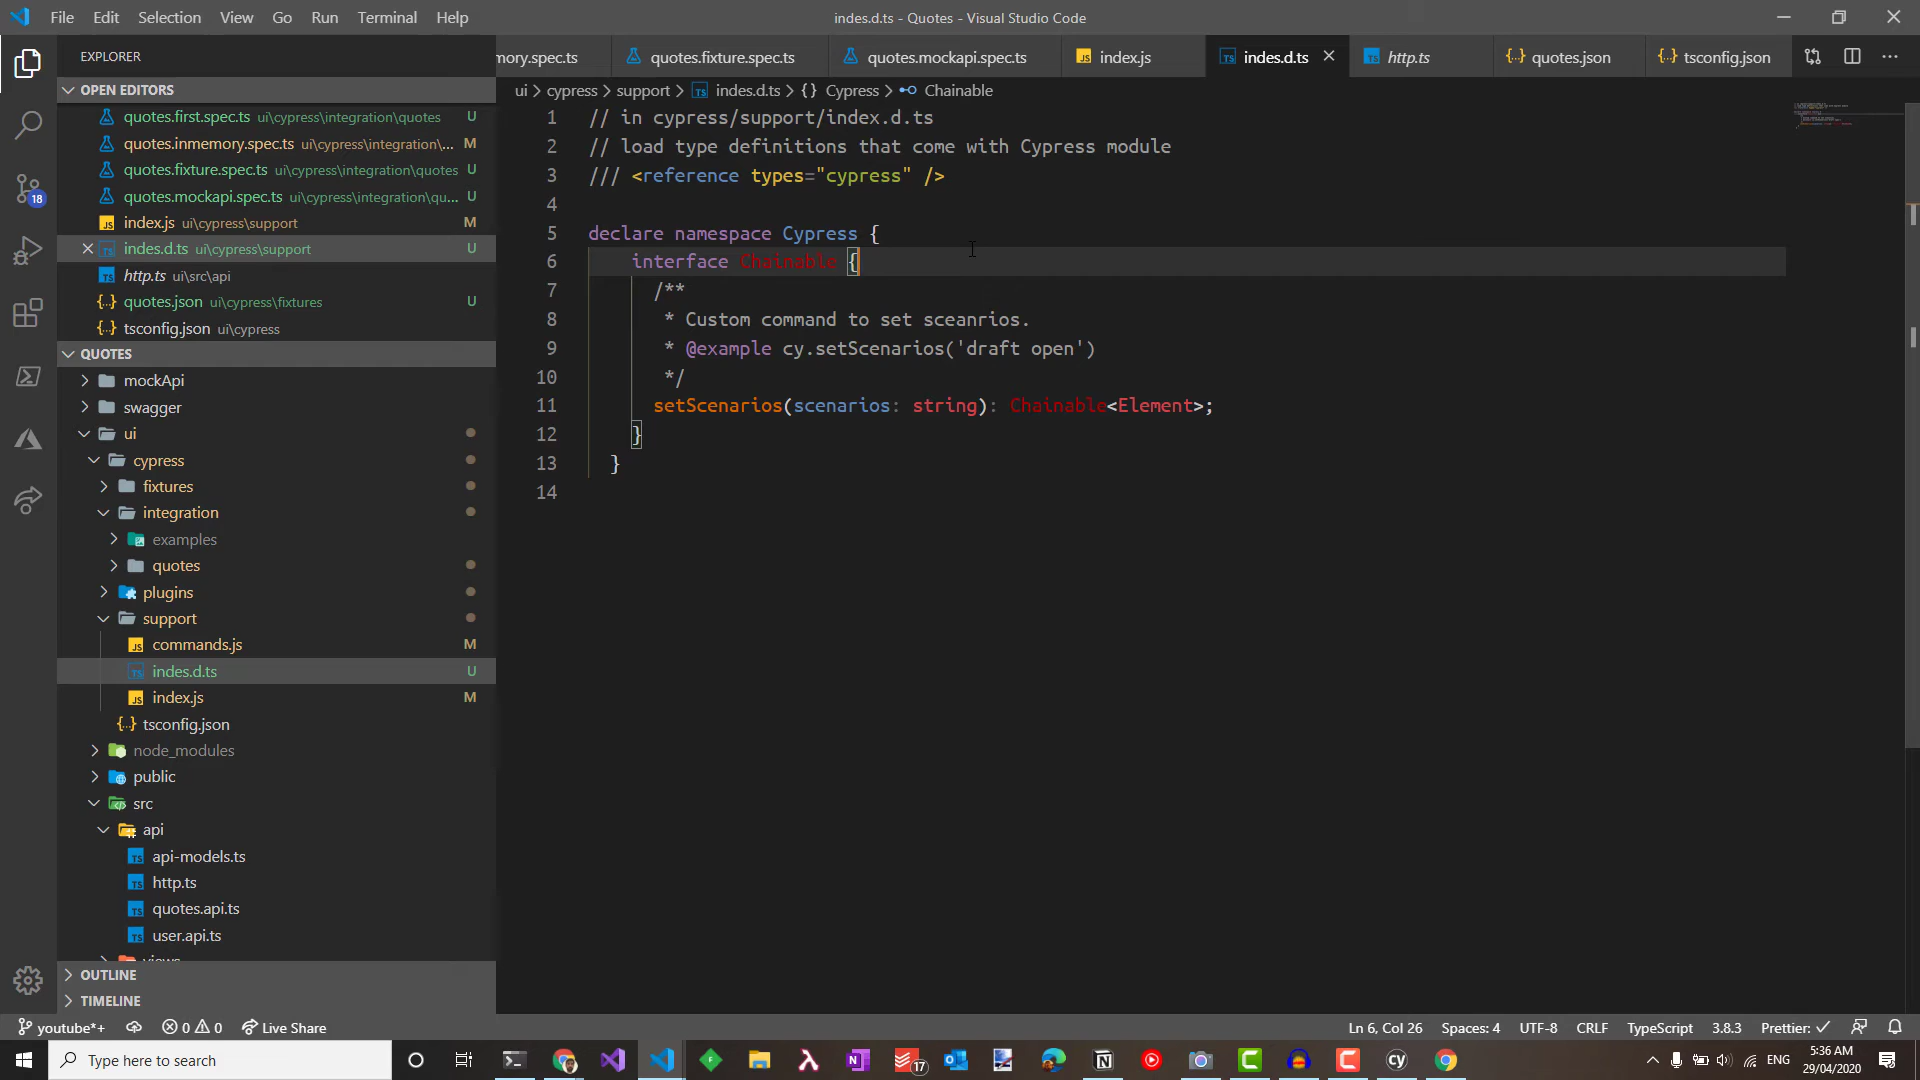 File Edit Selection View Go Run Terminal Help
indes.d.ts - Quotes - Visual Studio Code
EXPLORER
OPEN EDITORS
quotes.first.spec.ts ui\cypress\integration\quotes U
quotes.inmemory.spec.ts ui\cypress\integration\... M
quotes.fixture.spec.ts ui\cypress\integration\quotes U
quotes.mockapi.spec.ts ui\cypress\integration\qu... U
index.js ui\cypress\support M
indes.d.ts ui\cypress\support U
http.ts ui\src\api
quotes.json ui\cypress\fixtures U
tsconfig.json ui\cypress
QUOTES
mockApi
swagger
ui
cypress
fixtures
integration
examples
quotes
plugins
support
commands.js M
indes.d.ts U
index.js M
tsconfig.json
node_modules
public
src
api
api-models.ts
http.ts
quotes.api.ts
user.api.ts
views
OUTLINE
TIMELINE
18
mory.spec.ts quotes.fixture.spec.ts quotes.mockapi.spec.ts index.js indes.d.ts http.ts quotes.json tsconfig.json
ui > cypress > support > indes.d.ts > {} Cypress > Chainable
1 // in cypress/support/index.d.ts
2 // load type definitions that come with Cypress module
3 /// <reference types="cypress" />
4
5 declare namespace Cypress {
6 interface Chainable {
7 /**
8 * Custom command to set sceanrios.
9 * @example cy.setScenarios('draft open')
10 */
11 setScenarios(scenarios: string): Chainable<Element>;
12 }
13 }
14
youtube*+ 0 0 Live Share
Ln 6, Col 26 Spaces: 4 UTF-8 CRLF TypeScript 3.8.3 Prettier: ✓
Type here to search
17
cy
ENG
5:36 AM
29/04/2020